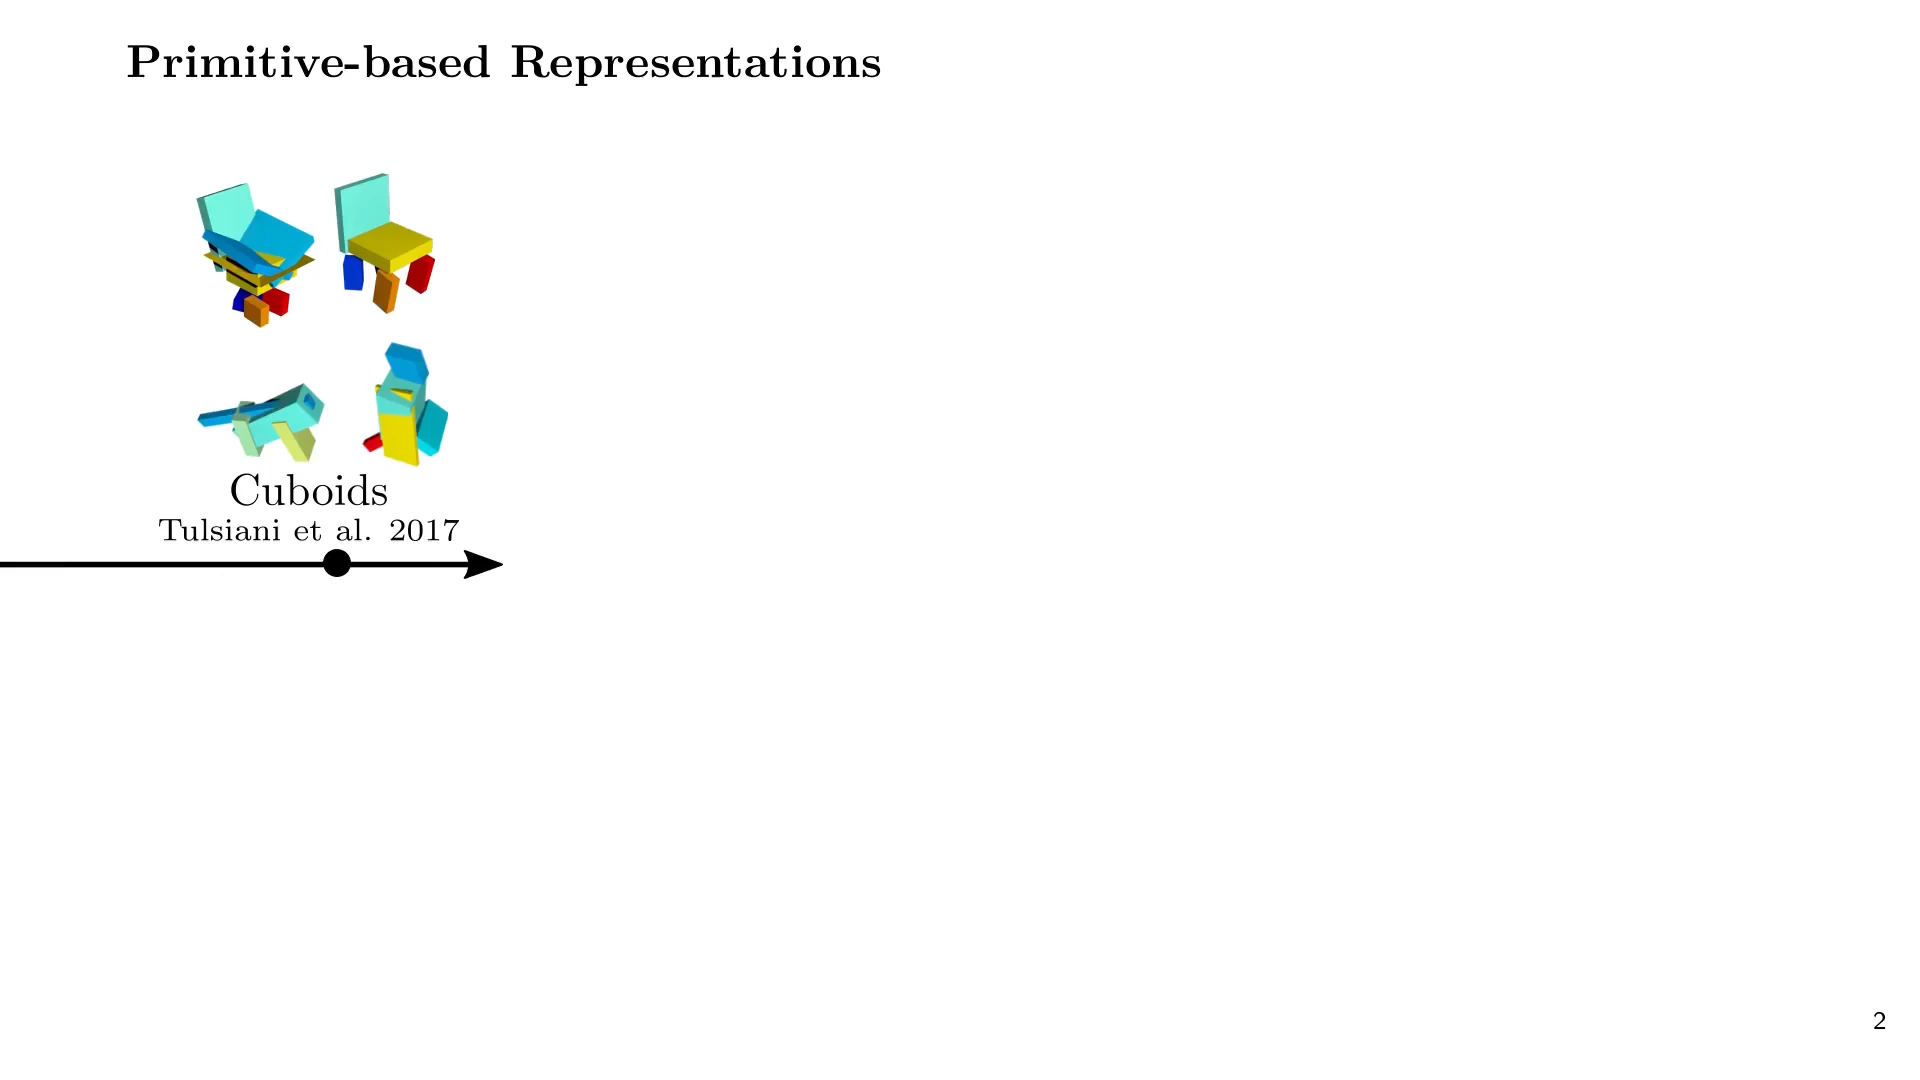 Primitive-based Representations
Cuboids
Tulsiani et al. 2017
2